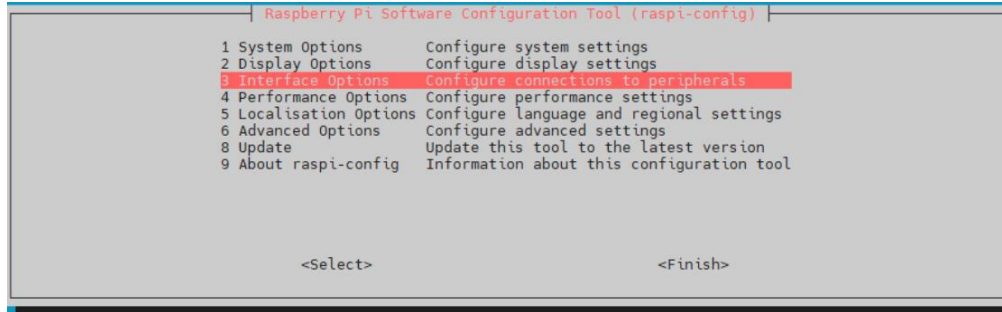 Raspberry Pi Software Configuration Tool (raspi-config)
1 System Options Configure system settings
2 Display Options Configure display settings
3 Interface Options Configure connections to peripherals
4 Performance Options Configure performance settings
5 Localisation Options Configure language and regional settings
6 Advanced Options Configure advanced settings
8 Update Update this tool to the latest version
9 About raspi-config Information about this configuration tool
<Select> <Finish>